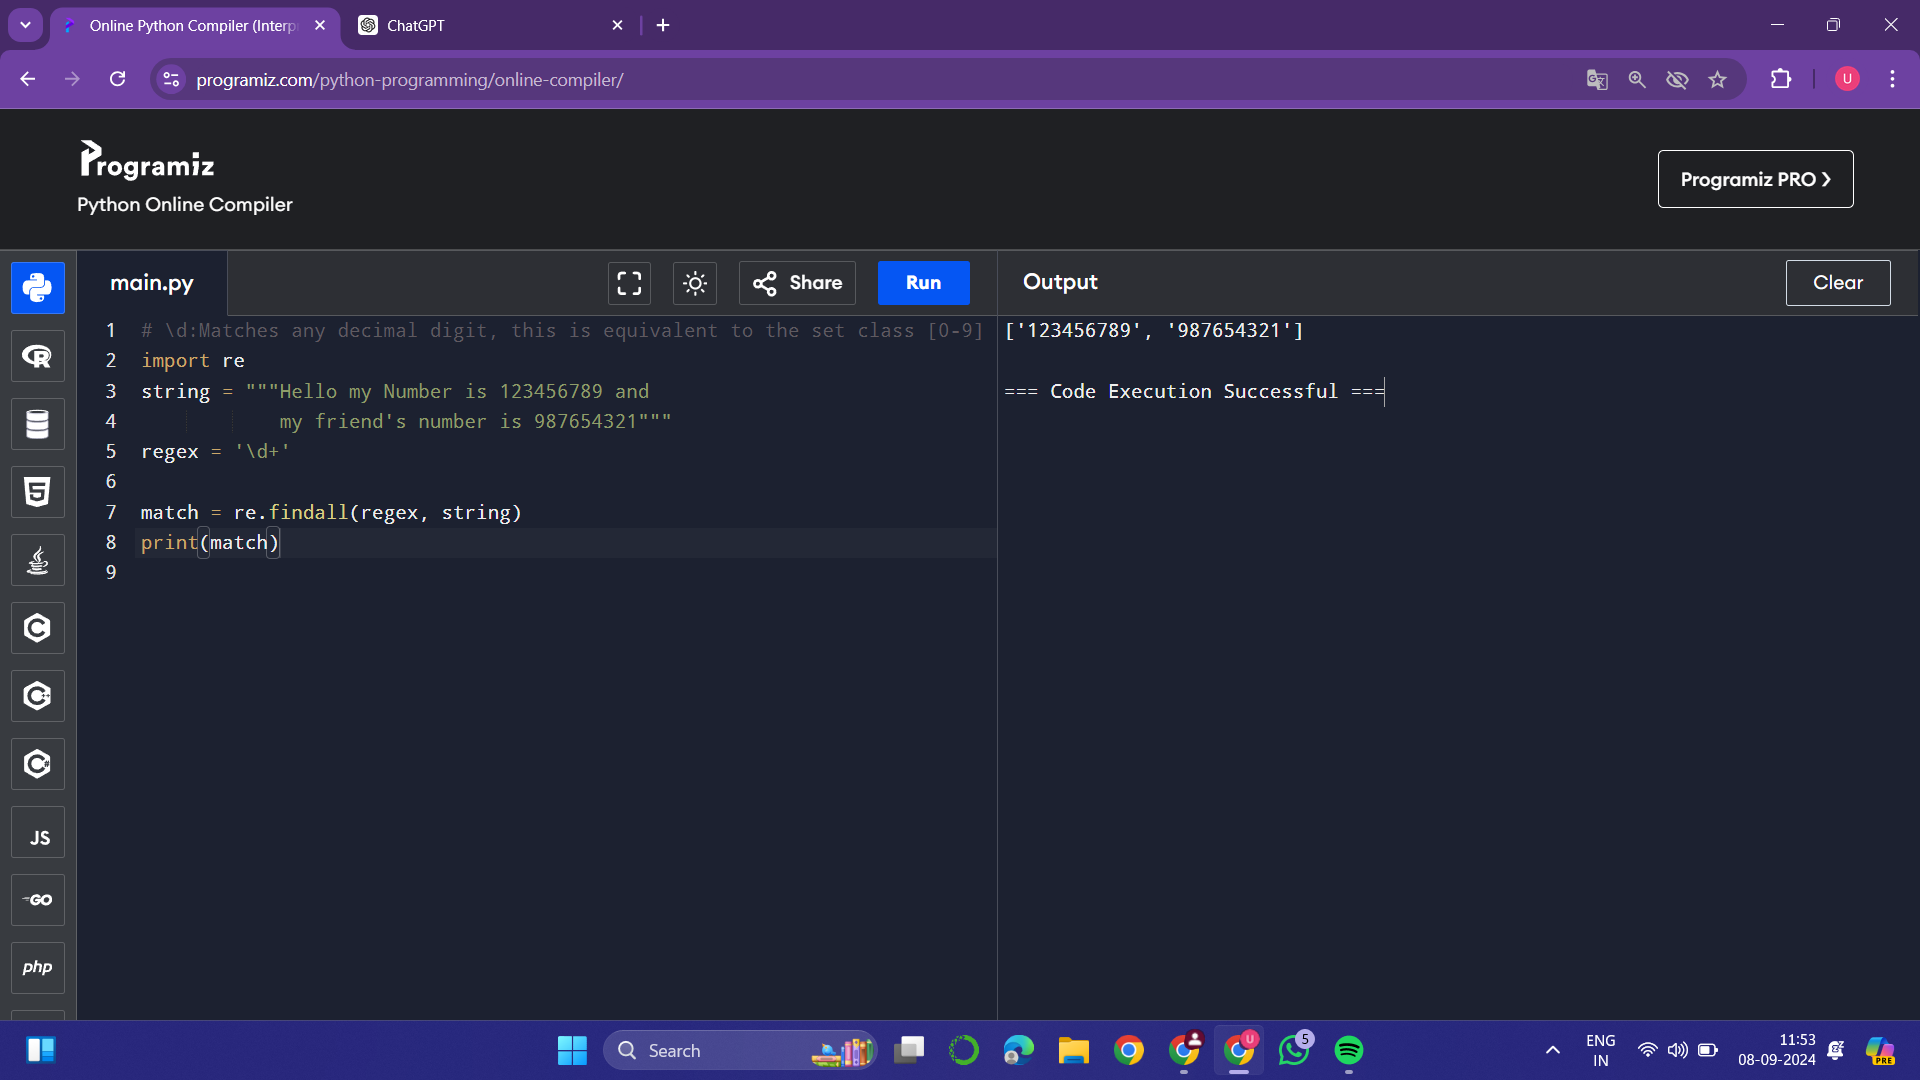 Online Python Compiler (Interp
ChatGPT
programiz.com/python-programming/online-compiler/
U
Programiz
Python Online Compiler
Programiz PRO ❯
main.py
Share
Run
Output
Clear
1 # \d:Matches any decimal digit, this is equivalent to the set class [0-9]
2 import re
3 string = """Hello my Number is 123456789 and
4             my friend's number is 987654321"""
5 regex = '\d+'
6
7 match = re.findall(regex, string)
8 print(match)
9
['123456789', '987654321']
=== Code Execution Successful ===
R
5
C
C++
C#
JS
GO
php
Search
U
5
ENG
IN
11:53
08-09-2024
PRE